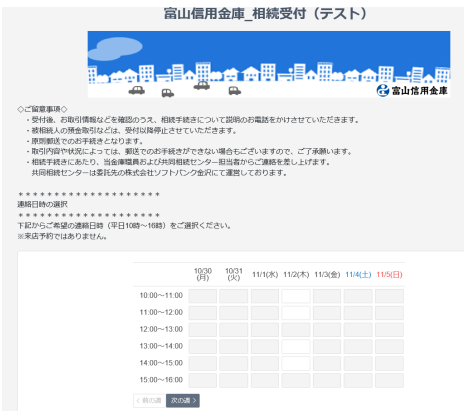 富山信用金庫_相続受付（テスト）
富山信用金庫
◇ご留意事項◇
・受付後、お取引情報などを確認のうえ、相続手続きについて説明のお電話をかけさせていただきます。
・被相続人の預金取引などは、受付以降停止させていただきます。
・原則郵送でのお手続きとなります。
・取引内容や状況によっては、郵送でのお手続きができない場合もございますので、ご了承願います。
・相続手続きにあたり、当金庫職員および共同相続センター担当者からご連絡を差し上げます。
共同相続センターは委託先の株式会社ソフトバンク金沢にて運営しております。
＊＊＊＊＊＊＊＊＊＊＊＊＊＊＊＊＊＊＊＊
連絡日時の選択
＊＊＊＊＊＊＊＊＊＊＊＊＊＊＊＊＊＊＊＊
下記からご希望の連絡日時（平日10時～16時）をご選択ください。
※来店予約ではありません。
10/30(月) 10/31(火) 11/1(水) 11/2(木) 11/3(金) 11/4(土) 11/5(日)
10:00～11:00
11:00～12:00
12:00～13:00
13:00～14:00
14:00～15:00
15:00～16:00
< 前の週 次の週 >